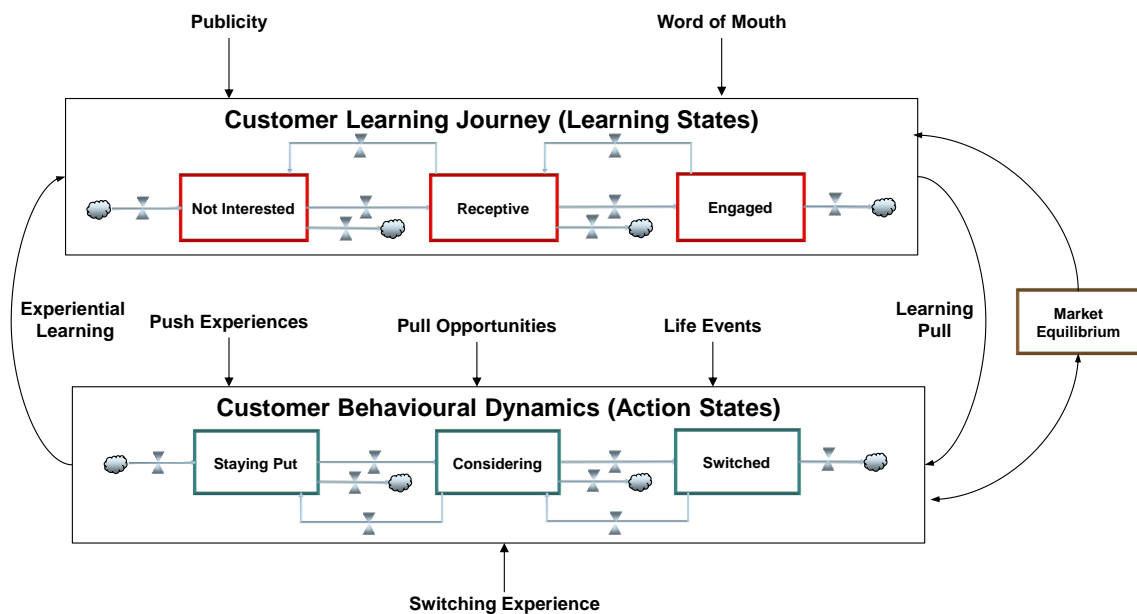 Publicity
Word of Mouth
Customer Learning Journey (Learning States)
Not Interested
Receptive
Engaged
Experiential
Learning
Push Experiences
Pull Opportunities
Life Events
Learning
Pull
Market
Equilibrium
Customer Behavioural Dynamics (Action States)
Staying Put
Considering
Switched
Switching Experience